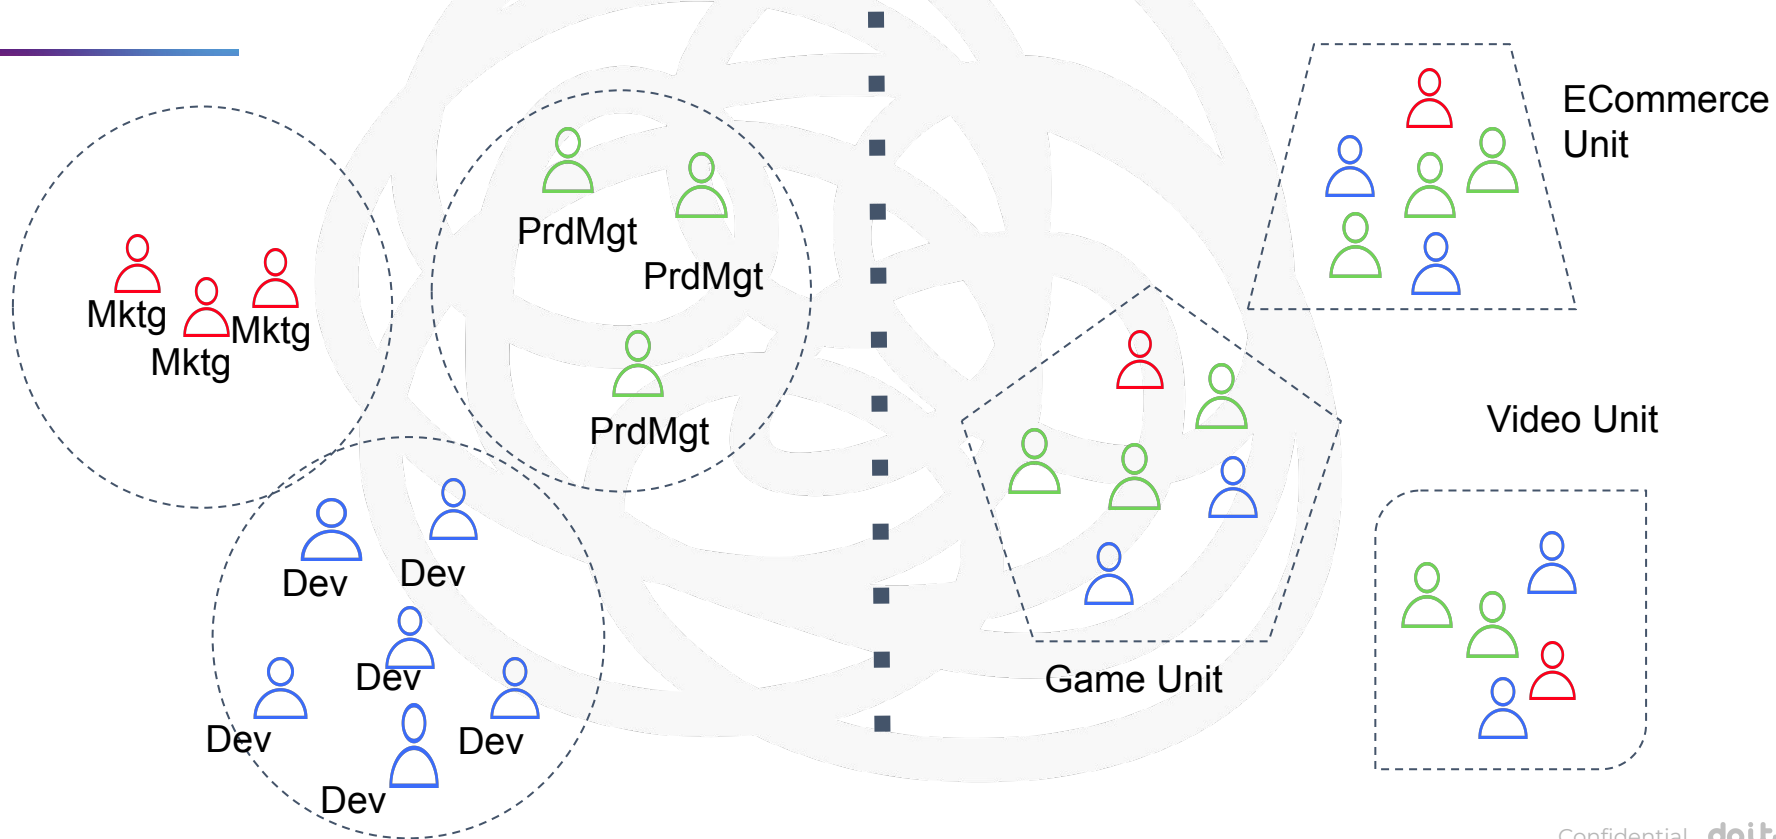 Mktg
Mktg
Mktg
PrdMgt
PrdMgt
PrdMgt
Dev
Dev
Dev
Dev
Dev
Dev
ECommerce
Unit
Game Unit
Video Unit
Confidential